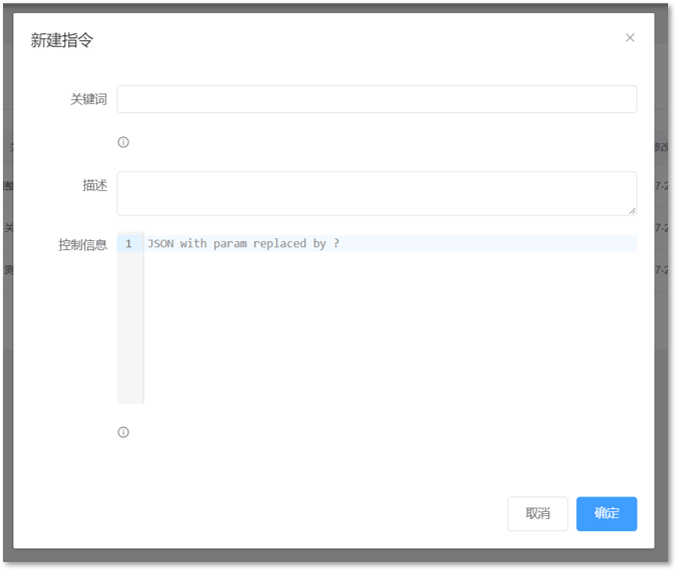 新建指令
关键词
描述
控制信息
1 JSON with param replaced by ?
取消 确定